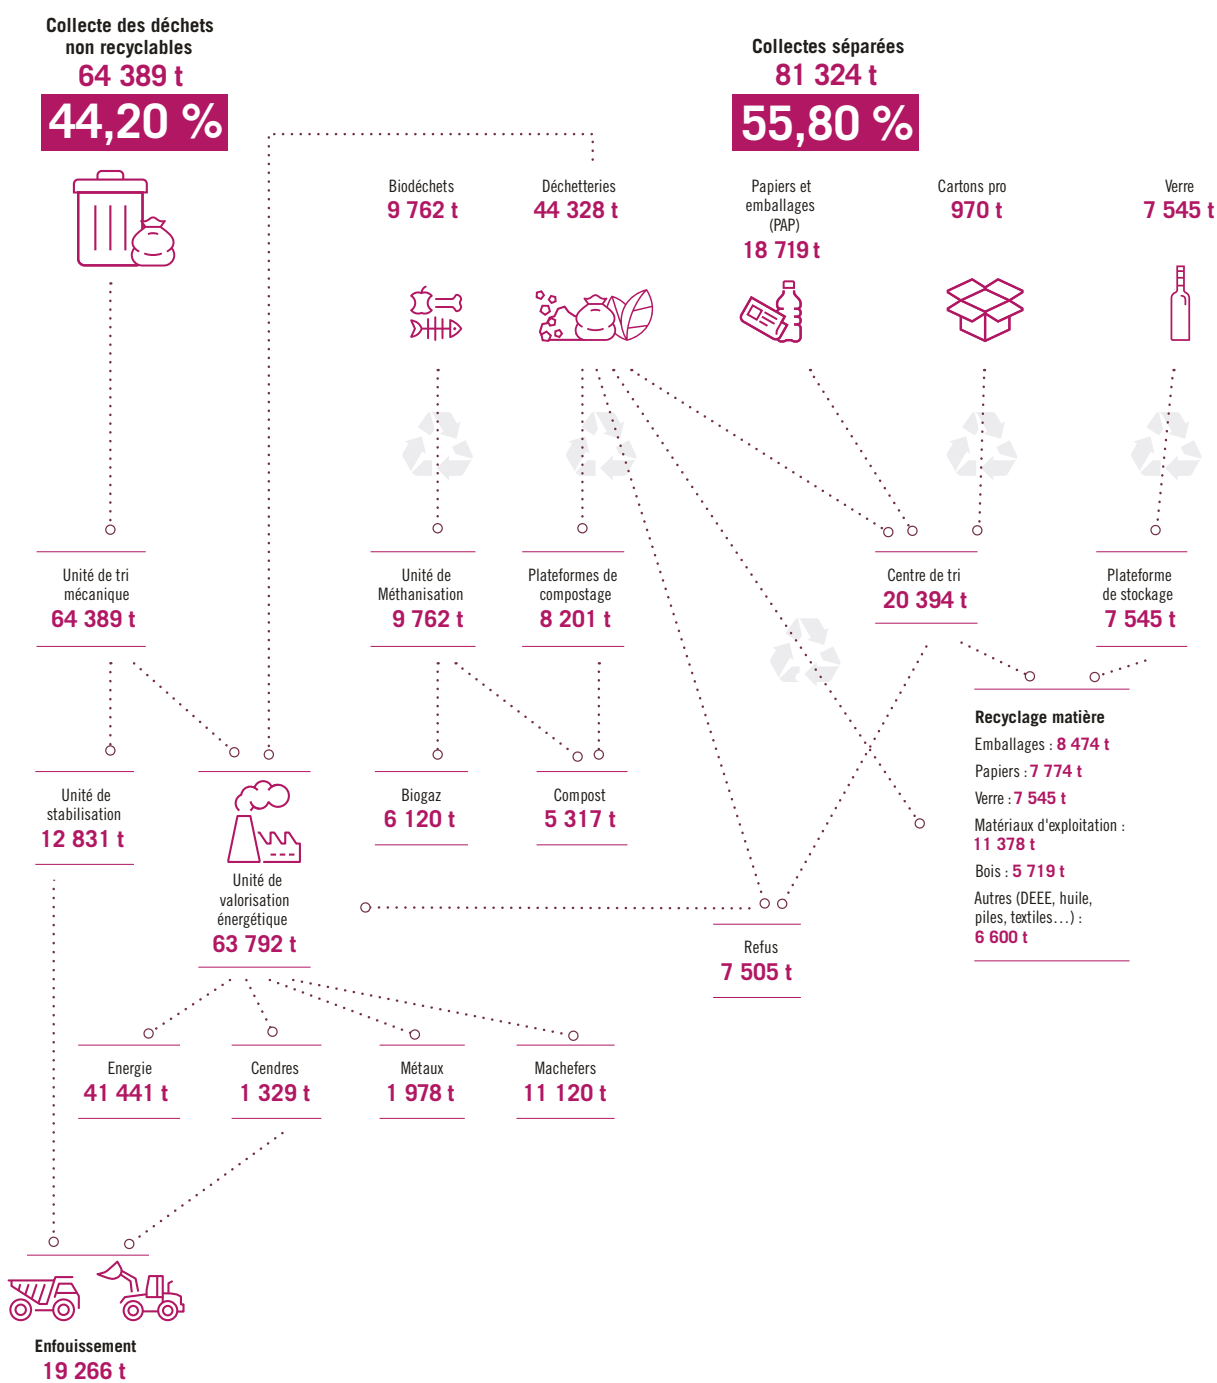 Collecte des déchets
non recyclables
64 389 t
44,20 %
Collectes séparées
81 324 t
55,80 %
Biodéchets
9 762 t
Déchetteries
44 328 t
Papiers et
emballages
(PAP)
18 719 t
Cartons pro
970 t
Verre
7 545 t
Unité de tri
mécanique
64 389 t
Unité de
Méthanisation
9 762 t
Plateformes de
compostage
8 201 t
Centre de tri
20 394 t
Plateforme
de stockage
7 545 t
Recyclage matière
Emballages : 8 474 t
Papiers : 7 774 t
Verre : 7 545 t
Matériaux d'exploitation :
11 378 t
Bois : 5 719 t
Autres (DEEE, huile,
piles, textiles...) :
6 600 t
Unité de
stabilisation
12 831 t
Unité de
valorisation
énergétique
63 792 t
Biogaz
6 120 t
Compost
5 317 t
Refus
7 505 t
Energie
41 441 t
Cendres
1 329 t
Métaux
1 978 t
Machefers
11 120 t
Enfouissement
19 266 t